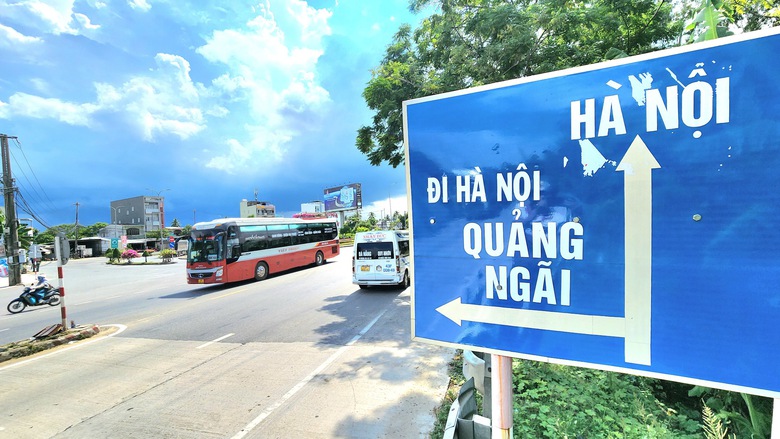 HÀ NỘI
ĐI HÀ NỘI
QUẢNG
NGÃI